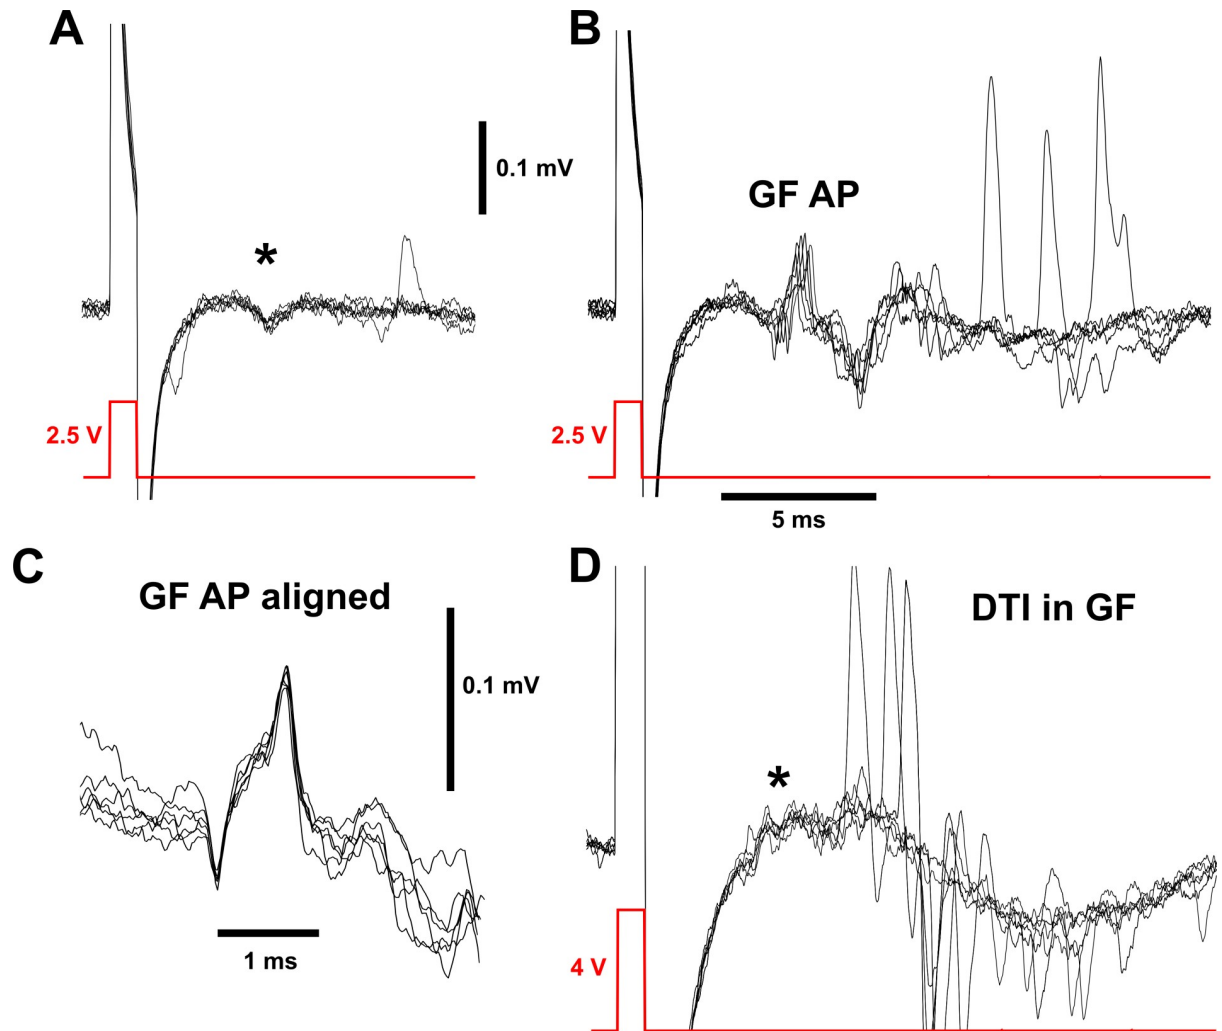 A
B
0.1 mV
GF AP
*
2.5 V
2.5 V
5 ms
C
D
GF AP aligned
DTI in GF
0.1 mV
*
1 ms
4 V